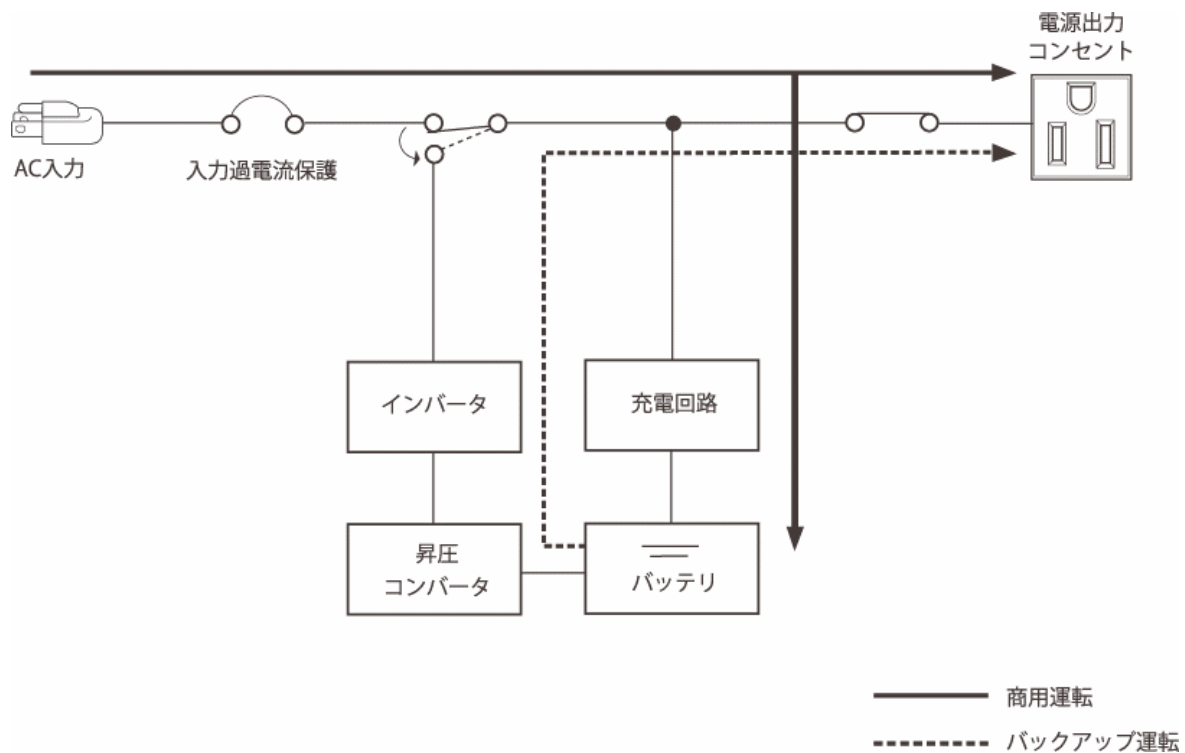 電源出力
コンセント
AC入力
入力過電流保護
インバータ
充電回路
昇圧
コンバータ
バッテリ
商用運転
バックアップ運転